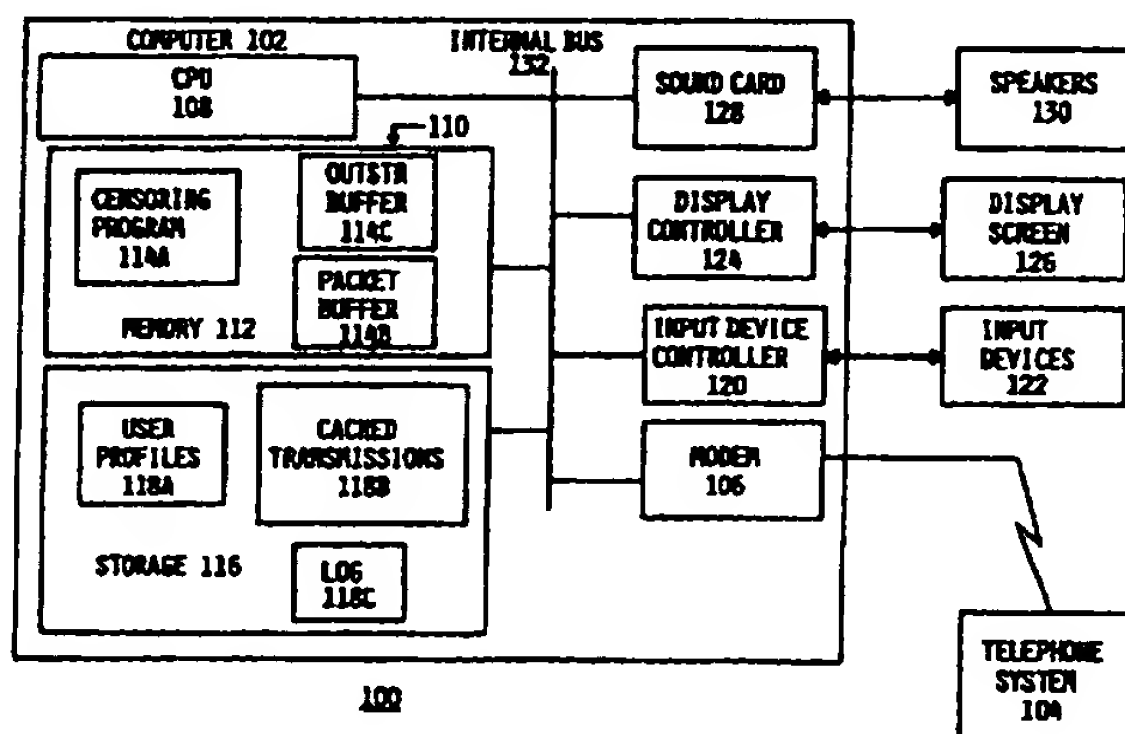 COMPUTER 102
CPU
108
INTERNAL BUS
132
SOUND CARD
128
SPEAKERS
130
110
CENSORING
PROGRAM
114A
OUTSTR
BUFFER
114C
PACKET
BUFFER
114B
MEMORY 112
DISPLAY
CONTROLLER
124
DISPLAY
SCREEN
126
INPUT DEVICE
CONTROLLER
120
INPUT
DEVICES
122
USER
PROFILES
118A
CACHED
TRANSMISSIONS
118B
STORAGE 116
LOG
118C
MODEM
106
TELEPHONE
SYSTEM
104
100